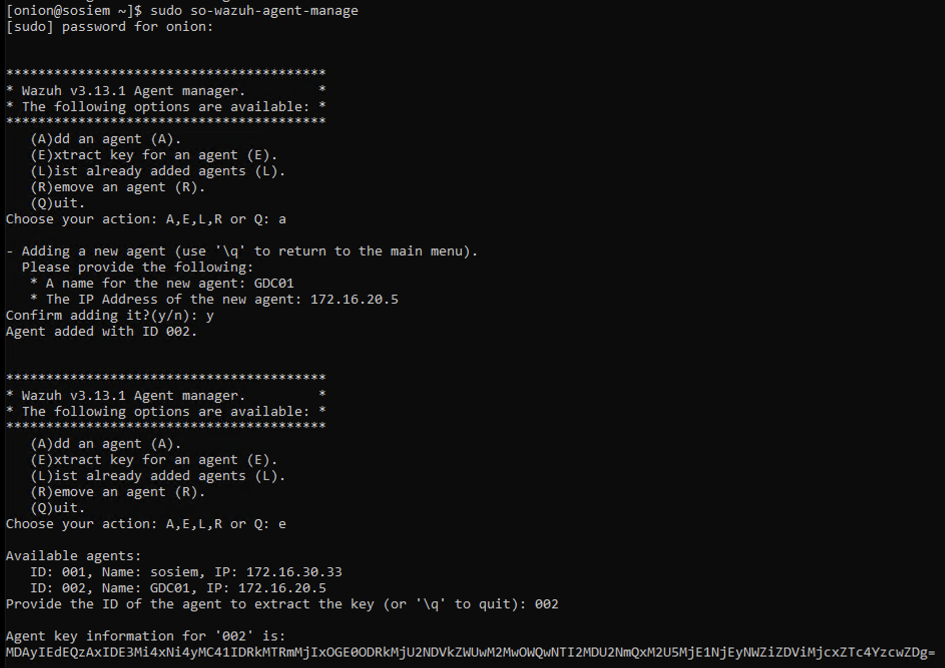 [onion@sosiem ~]$ sudo so-wazuh-agent-manage
[sudo] password for onion:
****************************************
* Wazuh v3.13.1 Agent manager.         *
* The following options are available: *
****************************************
   (A)dd an agent (A).
   (E)xtract key for an agent (E).
   (L)ist already added agents (L).
   (R)emove an agent (R).
   (Q)uit.
Choose your action: A,E,L,R or Q: a
- Adding a new agent (use '\q' to return to the main menu).
  Please provide the following:
   * A name for the new agent: GDC01
   * The IP Address of the new agent: 172.16.20.5
Confirm adding it?(y/n): y
Agent added with ID 002.
****************************************
* Wazuh v3.13.1 Agent manager.         *
* The following options are available: *
****************************************
   (A)dd an agent (A).
   (E)xtract key for an agent (E).
   (L)ist already added agents (L).
   (R)emove an agent (R).
   (Q)uit.
Choose your action: A,E,L,R or Q: e
Available agents:
   ID: 001, Name: sosiem, IP: 172.16.30.33
   ID: 002, Name: GDC01, IP: 172.16.20.5
Provide the ID of the agent to extract the key (or '\q' to quit): 002
Agent key information for '002' is:
MDAyIEdEQzAxIDE3Mi4xNi4yMC41IDRkMTRmMjIxOGE0ODRkMjU2NDVkZWUwM2MwOWQwNTI2MDU2NmQxM2U5MjE1NjEyNWZiZDViMjcxZTc4YzcwZDg=